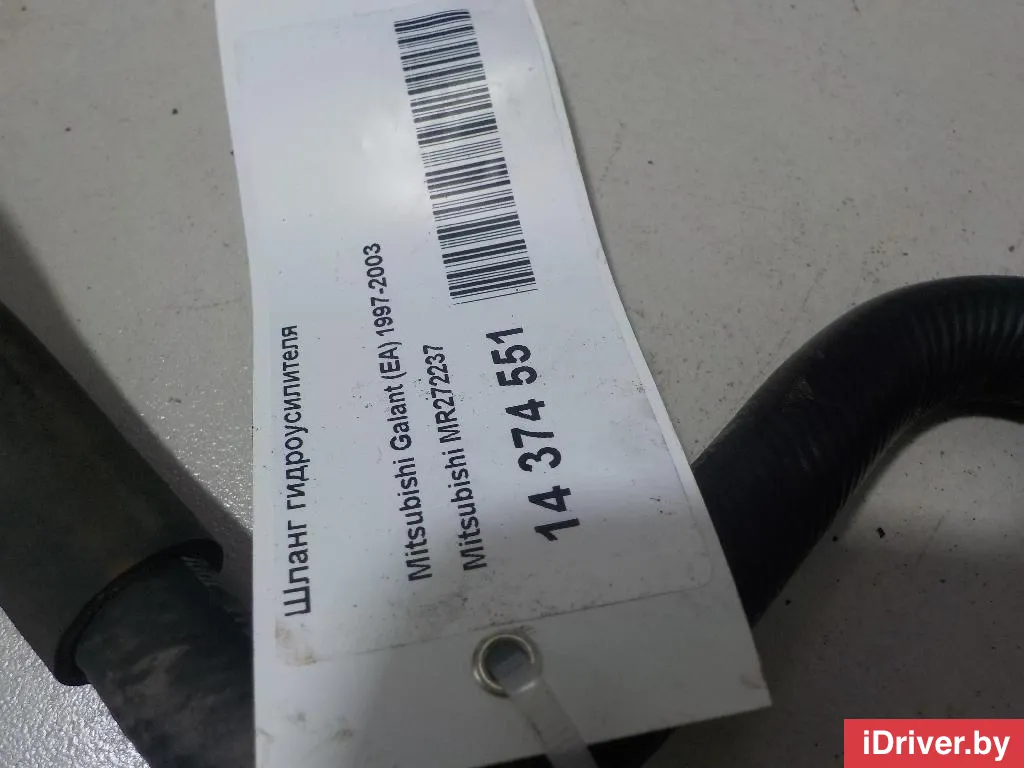 Шланг гидроусилителя
Mitsubishi Galant (EA) 1997-2003
Mitsubishi MR272237
14 374 551
iDriver.by